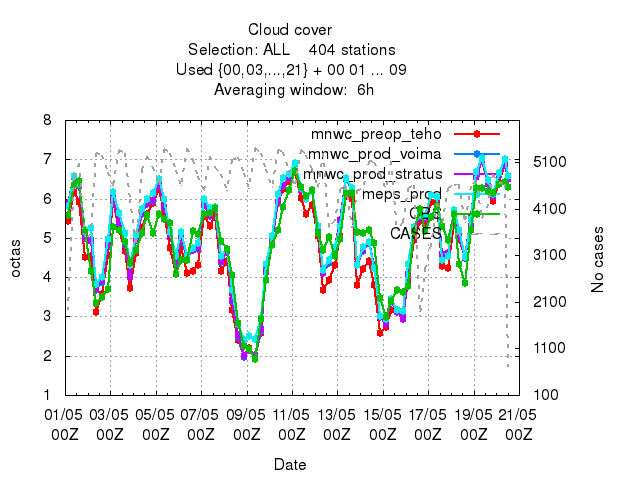 Cloud cover
Selection: ALL 404 stations
Used {00,03,...,21} + 00 01 ... 09
Averaging window: 6h
mnwc_preop_teho
mnwc_prod_voima
mnwc_prod_stratus
meps_prod
OBS
CASES
octas
8
7
6
5
4
3
2
1
5100
4100
3100
2100
1100
100
No cases
01/05 03/05 05/05 07/05 09/05 11/05 13/05 15/05 17/05 19/05 21/05
00Z 00Z 00Z 00Z 00Z 00Z 00Z 00Z 00Z 00Z 00Z
Date